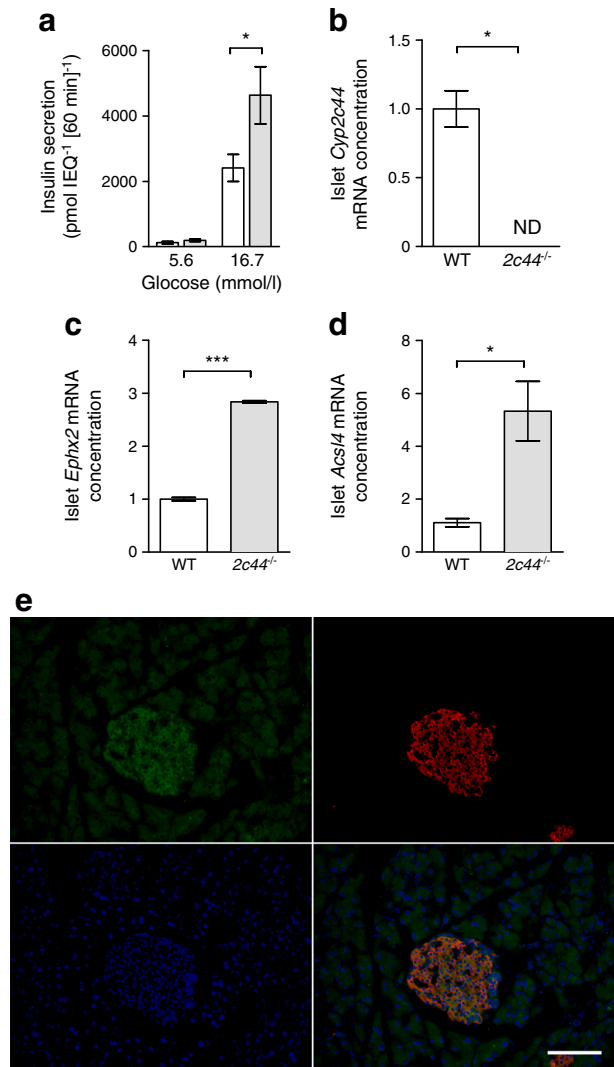 a
Insulin secretion
(pmol IEQ⁻¹ [60 min]⁻¹)
6000
4000
2000
0
*
5.6 16.7
Glocose (mmol/l)
b
Islet Cyp2c44
mRNA concentration
1.5
1.0
0.5
0
*
ND
WT 2c44⁻/⁻
c
Islet Ephx2 mRNA
concentration
4
3
2
1
0
***
WT 2c44⁻/⁻
d
Islet Acsl4 mRNA
concentration
8
6
4
2
0
*
WT 2c44⁻/⁻
e